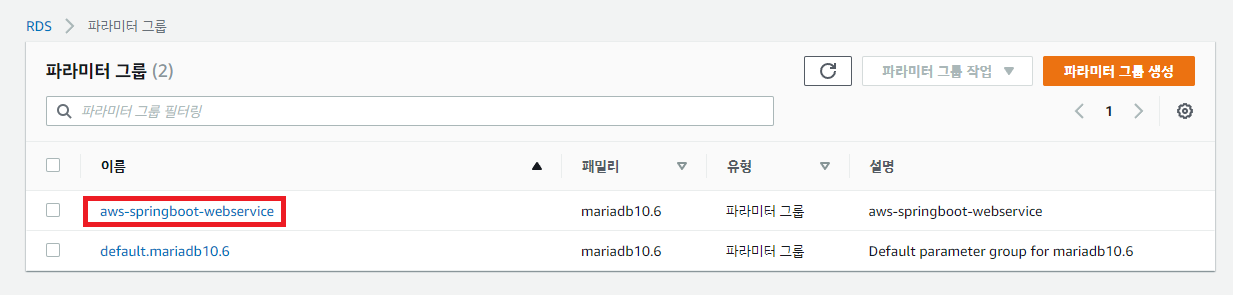 RDS > 파라미터 그룹
파라미터 그룹 (2)
파라미터 그룹 작업 ▼
파라미터 그룹 생성
파라미터 그룹 필터링
< 1 >
이름 ▲ 패밀리 ▽ 유형 ▽ 설명
aws-springboot-webservice mariadb10.6 파라미터 그룹 aws-springboot-webservice
default.mariadb10.6 mariadb10.6 파라미터 그룹 Default parameter group for mariadb10.6